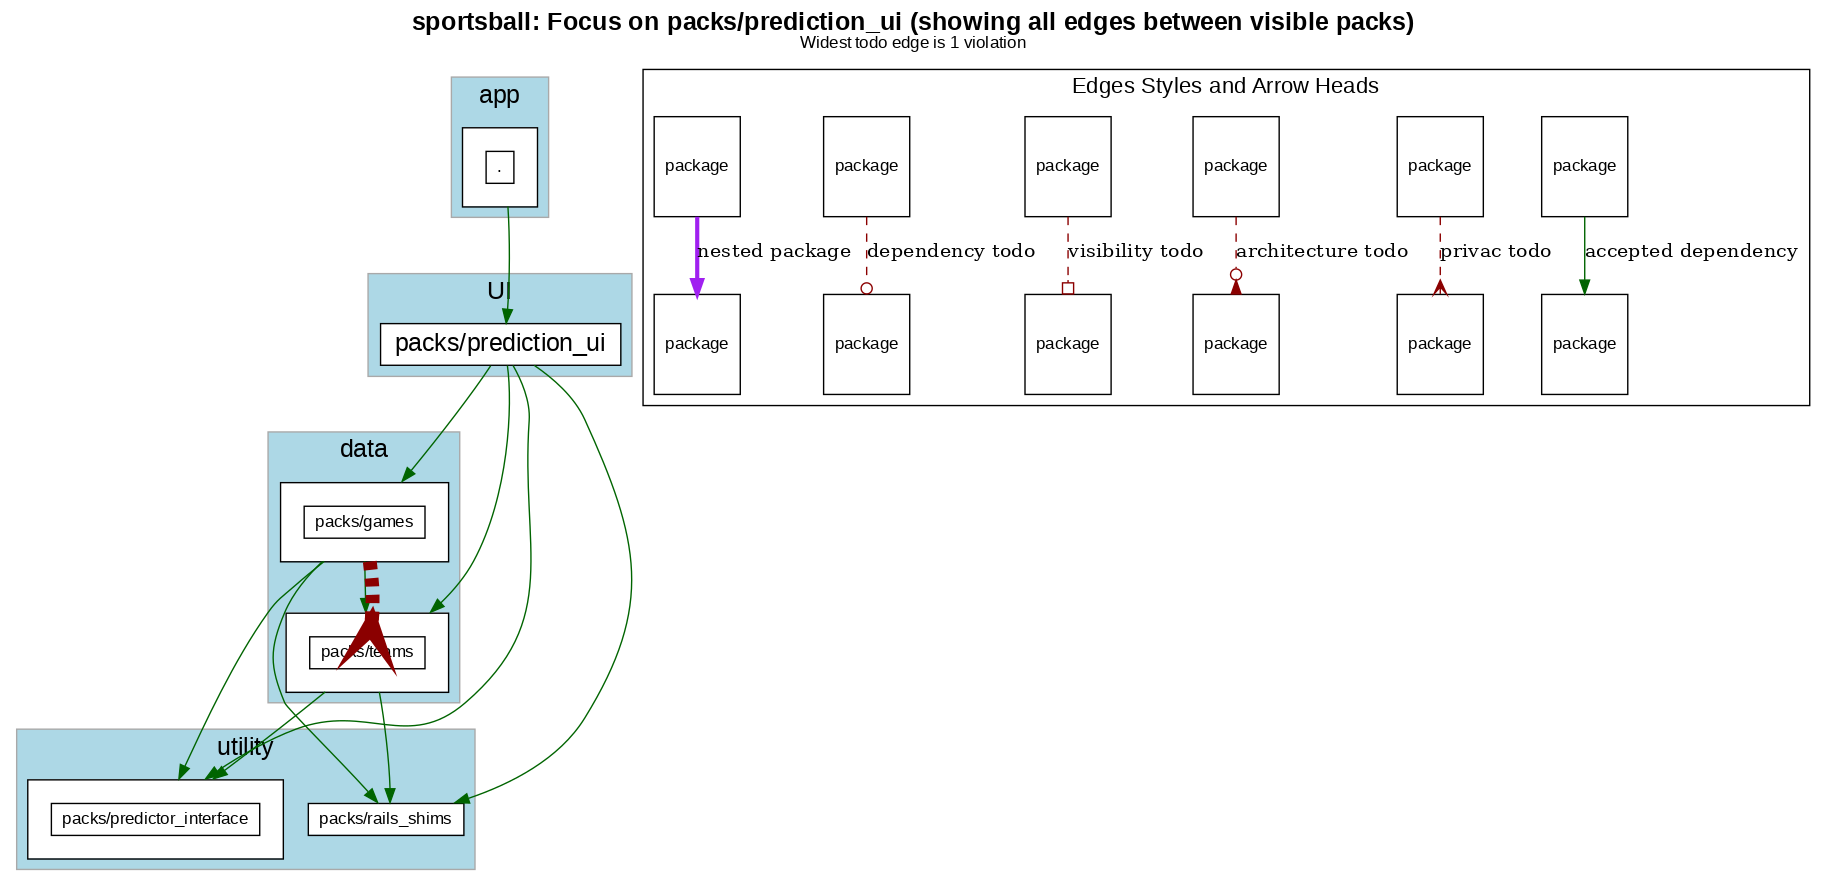 sportsball: Focus on packs/prediction_ui (showing all edges between visible packs)
Widest todo edge is 1 violation
app
.
UI
packs/prediction_ui
data
packs/games
packs/teams
utility
packs/predictor_interface
packs/rails_shims
Edges Styles and Arrow Heads
package
package
package
package
package
package
nested package
dependency todo
visibility todo
architecture todo
privac todo
accepted dependency
package
package
package
package
package
package